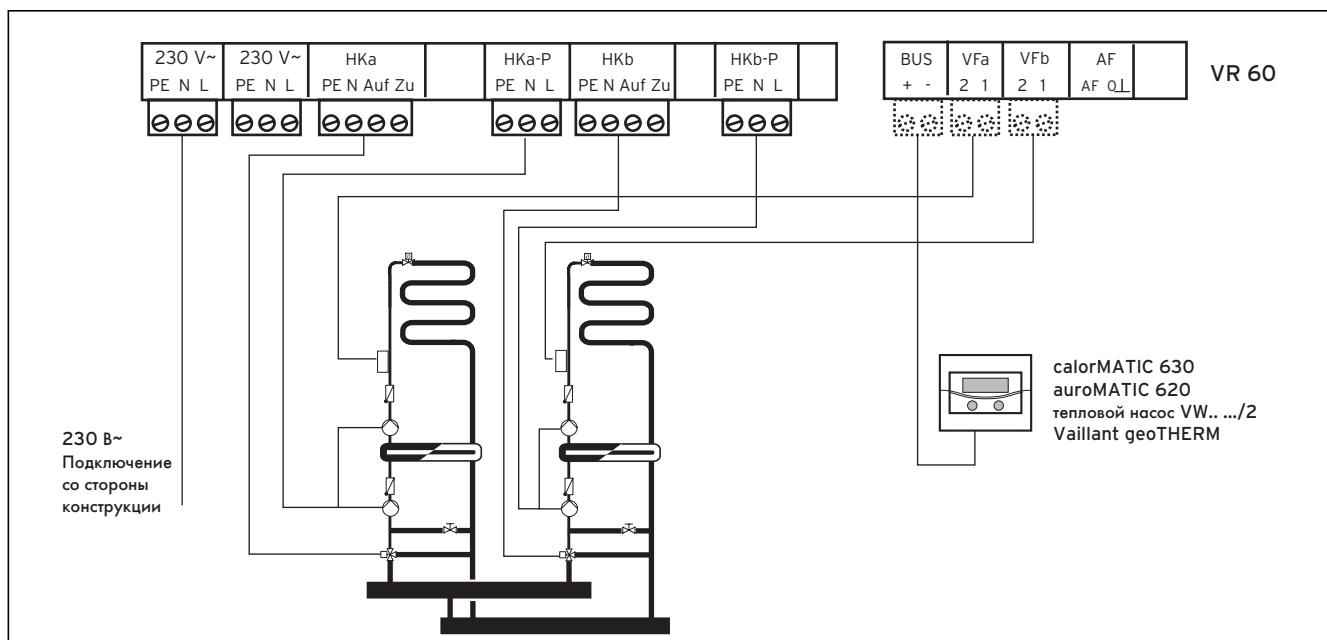 230 V~ 230 V~ HKa HKa-P HKb HKb-P
PE N L PE N L PE N Auf Zu PE N L PE N Auf Zu PE N L
BUS VFa VFb AF
+ - 2 1 2 1 AF 0
VR 60
calorMATIC 630
auroMATIC 620
тепловой насос VW.. .../2
Vaillant geoTHERM
230 В~
Подключение
со стороны
конструкции